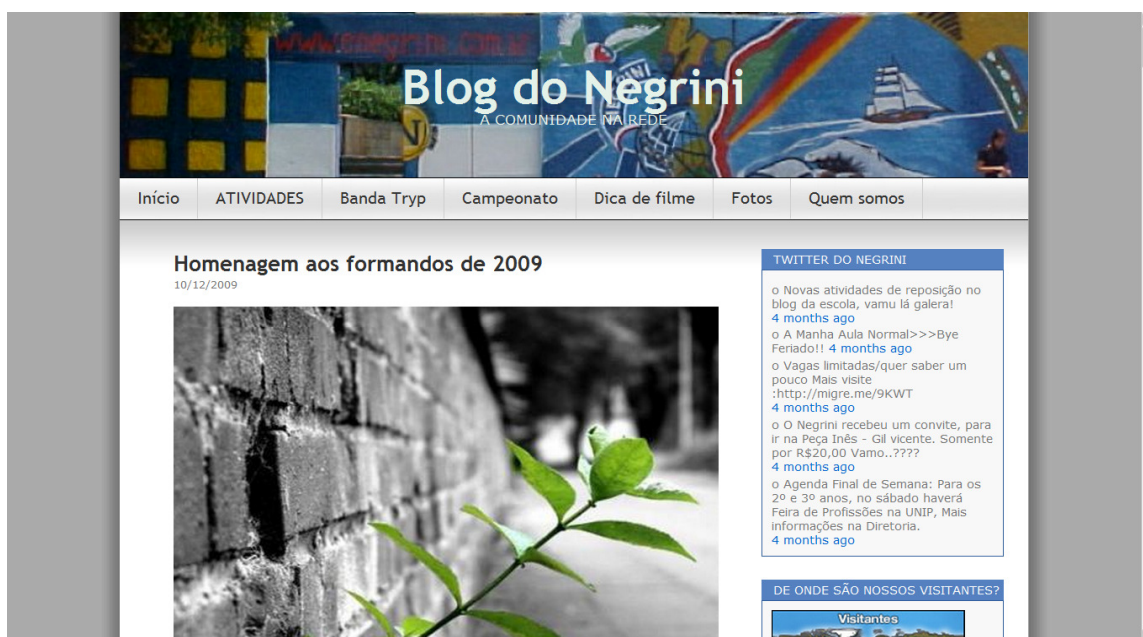 www.enegrini.com.br
Blog do Negrini
A COMUNIDADE NA REDE
Início
ATIVIDADES
Banda Tryp
Campeonato
Dica de filme
Fotos
Quem somos
Homenagem aos formandos de 2009
10/12/2009
TWITTER DO NEGRINI
o Novas atividades de reposição no
blog da escola, vamu lá galera!
4 months ago
o A Manha Aula Normal>>>Bye
Feriado!! 4 months ago
o Vagas limitadas/quer saber um
pouco Mais visite
:http://migre.me/9KWT
4 months ago
o O Negrini recebeu um convite, para
ir na Peça Inês - Gil vicente. Somente
por R$20,00 Vamo..????
4 months ago
o Agenda Final de Semana: Para os
2º e 3º anos, no sábado haverá
Feira de Profissões na UNIP, Mais
informações na Diretoria.
4 months ago
DE ONDE SÃO NOSSOS VISITANTES?
Visitantes